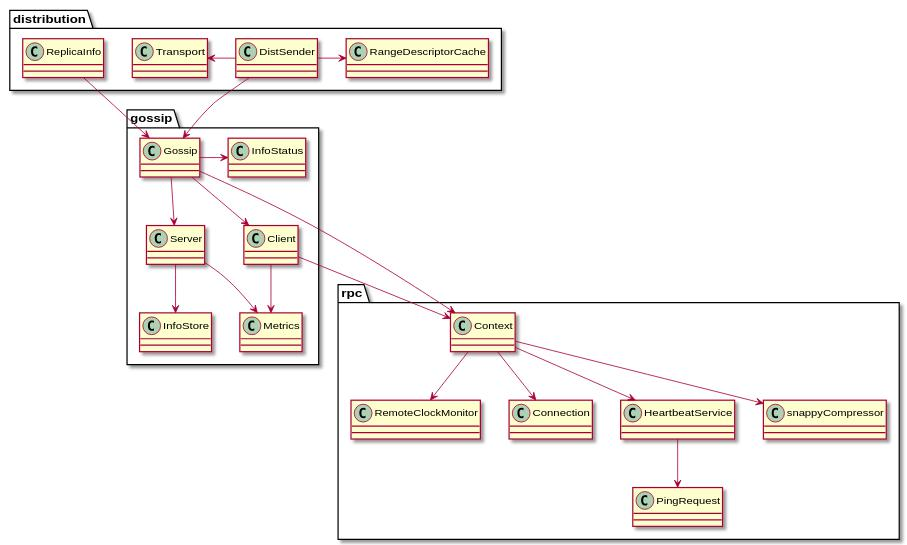 distribution
C ReplicaInfo
C Transport
C DistSender
C RangeDescriptorCache
gossip
C Gossip
C InfoStatus
C Server
C Client
C InfoStore
C Metrics
rpc
C Context
C RemoteClockMonitor
C Connection
C HeartbeatService
C snappyCompressor
C PingRequest